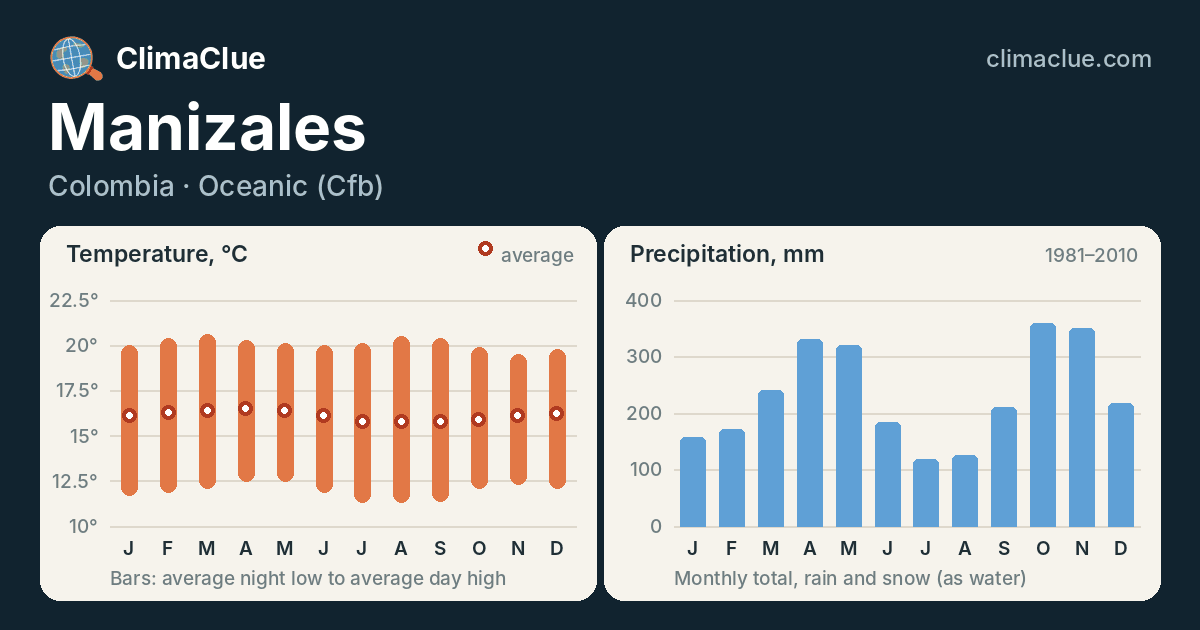 ClimaClue
climaclue.com
Manizales
Colombia · Oceanic (Cfb)
Temperature, °C
average
22.5°
20°
17.5°
15°
12.5°
10°
J F M A M J J A S O N D
Bars: average night low to average day high
Precipitation, mm
1981–2010
400
300
200
100
0
J F M A M J J A S O N D
Monthly total, rain and snow (as water)